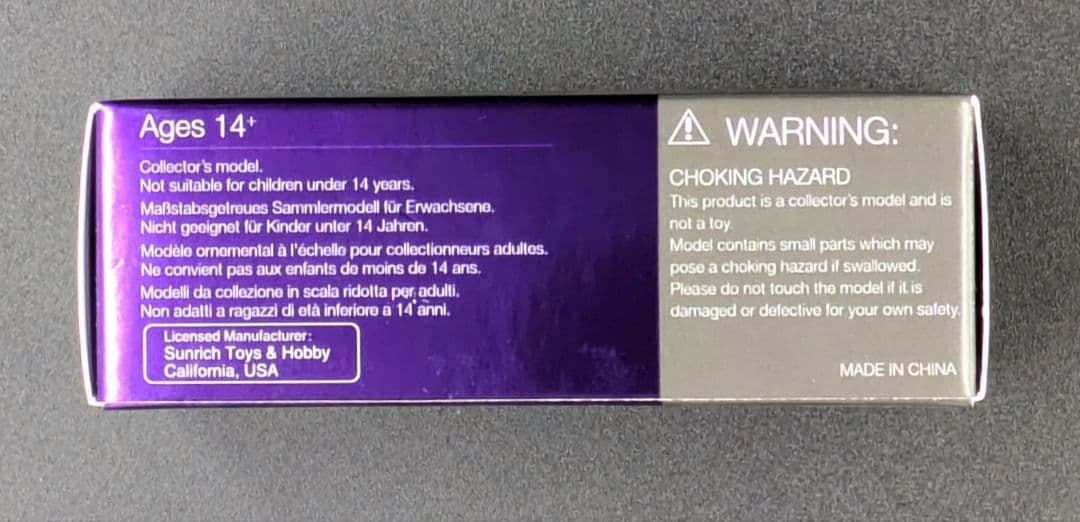 Ages 14+
Collector's model.
Not suitable for children under 14 years.
Maßstabsgetreues Sammlermodell für Erwachsene.
Nicht geeignet für Kinder unter 14 Jahren.
Modèle ornemental à l'échelle pour collectionneurs adultes.
Ne convient pas aux enfants de moins de 14 ans.
Modelli da collezione in scala ridotta per adulti.
Non adatti a ragazzi di età inferiore a 14 anni.
Licensed Manufacturer:
Sunrich Toys & Hobby
California, USA
WARNING:
CHOKING HAZARD
This product is a collector's model and is
not a toy.
Model contains small parts which may
pose a choking hazard if swallowed.
Please do not touch the model if it is
damaged or defective for your own safety.
MADE IN CHINA